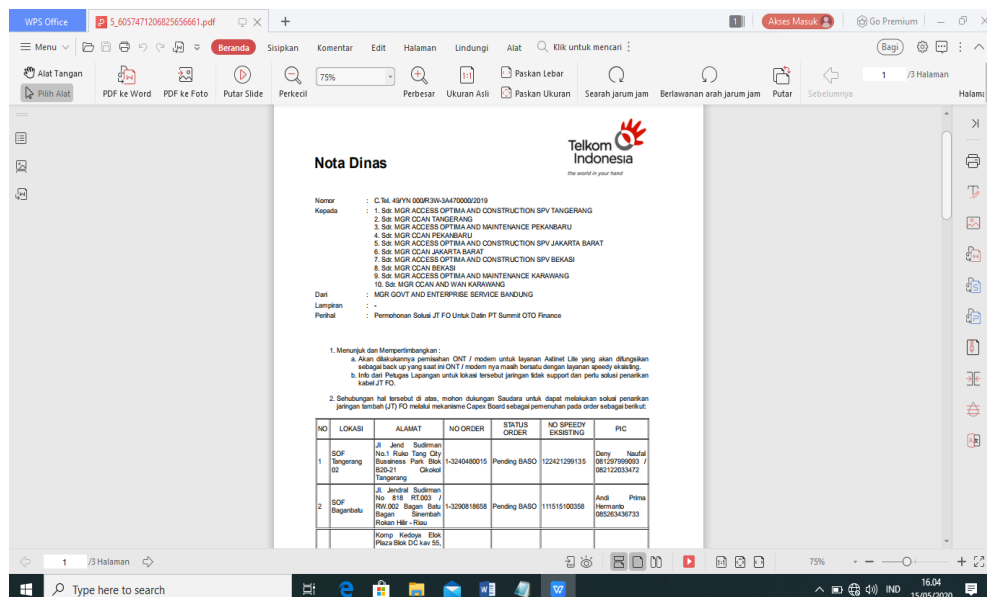 WPS Office
5_6057471206825656661.pdf
1
Akses Masuk
Go Premium
Menu
Beranda
Sisipkan
Komentar
Edit
Halaman
Lindungi
Alat
Klik untuk mencari
Bagi
Alat Tangan
Pilih Alat
PDF ke Word
PDF ke Foto
Putar Slide
Perkecil
75%
Perbesar
1:1
Ukuran Asli
Paskan Lebar
Paskan Ukuran
Searah jarum jam
Berlawanan arah jarum jam
Putar
Sebelumnya
1 /3 Halaman
Halama
Telkom
Indonesia
the world in your hand
Nota Dinas
Nomor : C.Tel. 49/YN 000/R3W-3A470000/2019
Kepada : 1. Sdr. MGR ACCESS OPTIMA AND CONSTRUCTION SPV TANGERANG
2. Sdr. MGR CCAN TANGERANG
3. Sdr. MGR ACCESS OPTIMA AND MAINTENANCE PEKANBARU
4. Sdr. MGR CCAN PEKANBARU
5. Sdr. MGR ACCESS OPTIMA AND CONSTRUCTION SPV JAKARTA BARAT
6. Sdr. MGR CCAN JAKARTA BARAT
7. Sdr. MGR ACCESS OPTIMA AND CONSTRUCTION SPV BEKASI
8. Sdr. MGR CCAN BEKASI
9. Sdr. MGR ACCESS OPTIMA AND MAINTENANCE KARAWANG
10. Sdr. MGR CCAN AND WAN KARAWANG
Dari : MGR GOVT AND ENTERPRISE SERVICE BANDUNG
Lampiran : -
Perihal : Permohonan Solusi JT FO Untuk Datin PT Summit OTO Finance
1. Menunjuk dan Mempertimbangkan :
a. Akan dilakukannya pemisahan ONT / modem untuk layanan Astinet Lite yang akan difungsikan
sebagai back up yang saat ini ONT / modem nya masih bersatu dengan layanan speedy eksisting.
b. Info dari Petugas Lapangan untuk lokasi tersebut jaringan tidak support dan perlu solusi penarikan
kabel JT FO.
2. Sehubungan hal tersebut di atas, mohon dukungan Saudara untuk dapat melakukan solusi penarikan
jaringan tambah (JT) FO melalui mekanisme Capex Board sebagai pemenuhan pada order sebagai berikut:
NO LOKASI ALAMAT NO ORDER STATUS ORDER NO SPEEDY EKSISTING PIC
1
SOF
Tangerang
02
Jl Jend Sudirman
No.1 Ruko Tang City
Bussiness Park Blok
B20-21 Cikokol
Tangerang
1-3240480015
Pending BASO
122421299135
Deny Naufal
081297999093 /
082122033472
2
SOF
Baganbatu
Jl. Jendral Sudirman
No 818 RT.003 /
RW.002 Bagan Batu
Bagan Sinembah
Rokan Hilir - Riau
1-3290818658
Pending BASO
111515100358
Andi Prima
Hermanto
085263436733
Komp Kedoya Elok
Plaza Blok DC kav 55,
1 /3 Halaman
75%
Type here to search
IND
16.04
15/05/2020